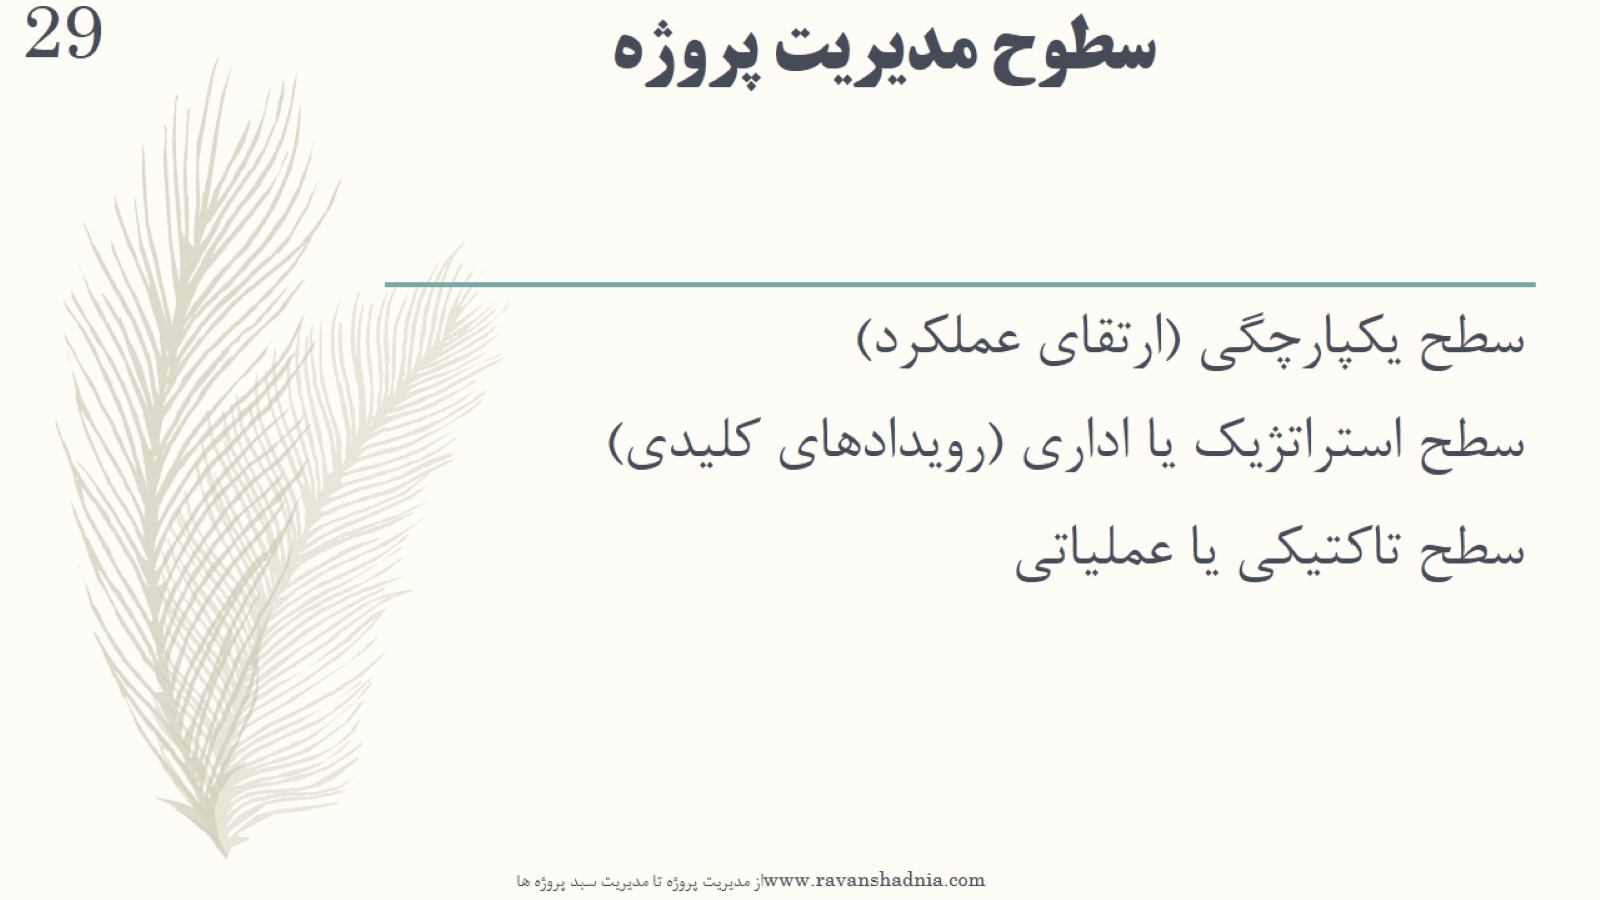 29
سطوح مدیریت پروژه
سطح یکپارچگی (ارتقای عملکرد)
سطح استراتژیک یا اداری (رویدادهای کلیدی)
سطح تاکتیکی یا عملیاتی
www.ravanshadnia.comاز مدیریت پروژه تا مدیریت سبد پروژه ها